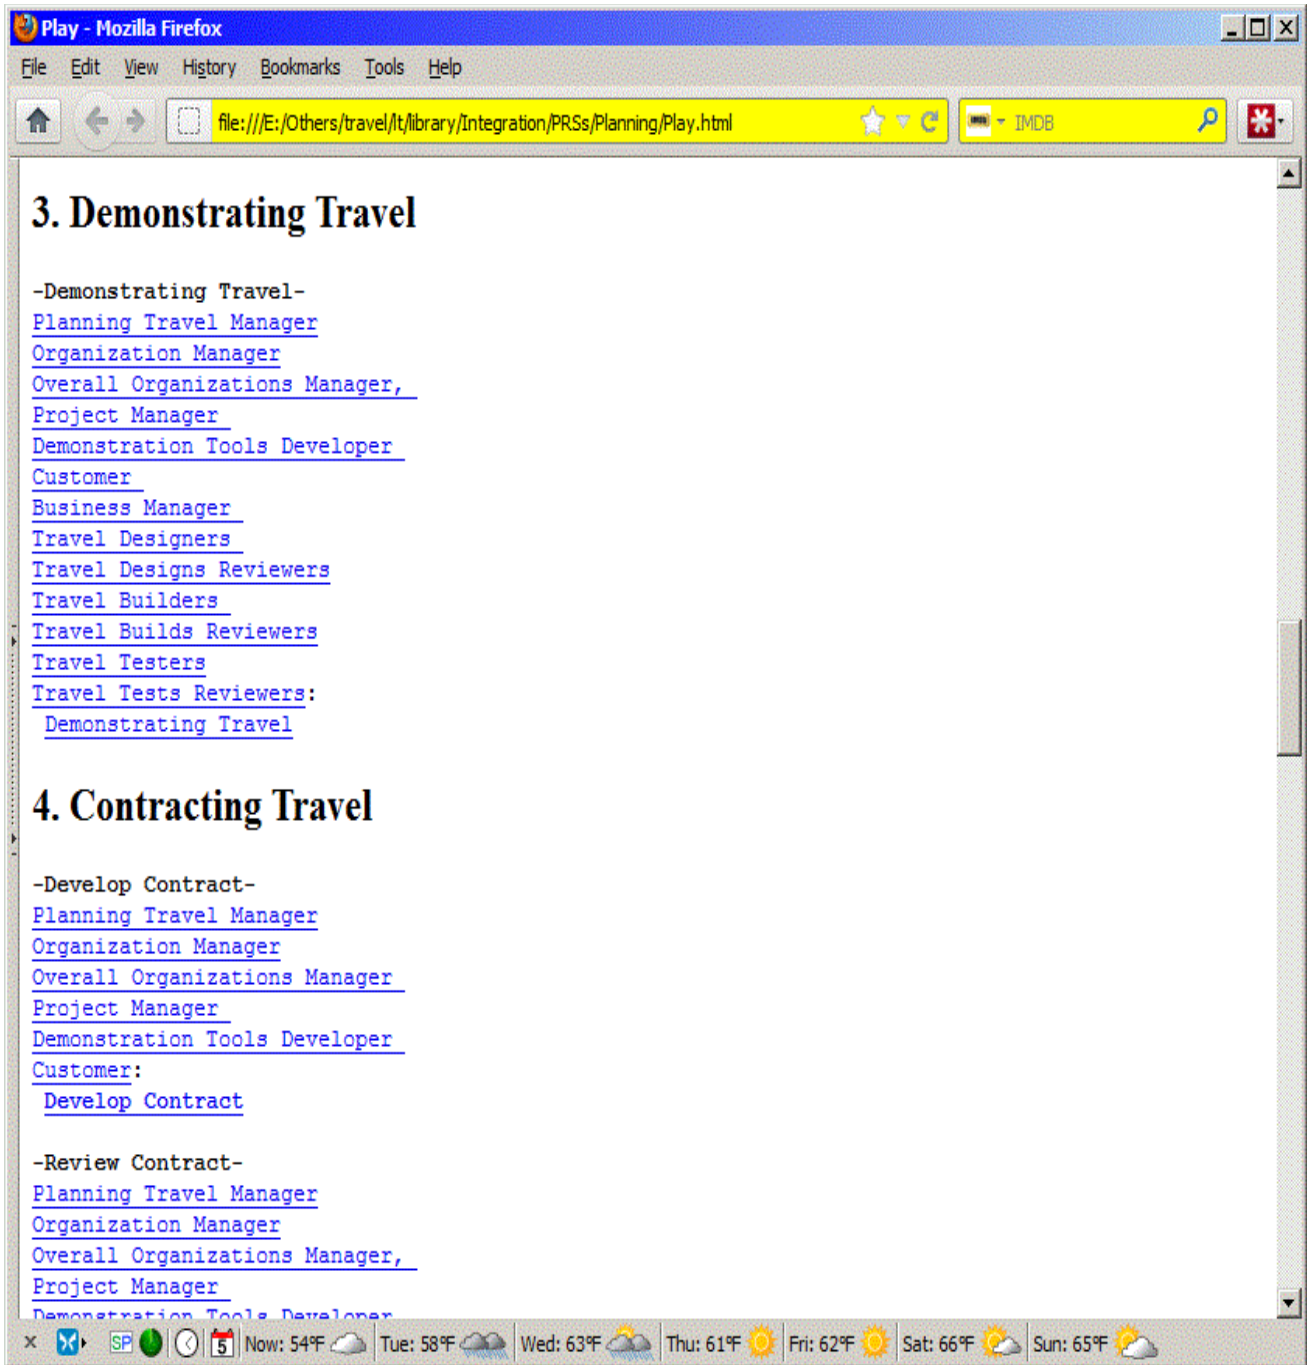 Play - Mozilla Firefox
File Edit View History Bookmarks Tools Help
file:///E:/Others/travel/lt/library/Integration/PRSs/Planning/Play.html IMDB
3. Demonstrating Travel
-Demonstrating Travel-
Planning Travel Manager
Organization Manager
Overall Organizations Manager,
Project Manager
Demonstration Tools Developer
Customer
Business Manager
Travel Designers
Travel Designs Reviewers
Travel Builders
Travel Builds Reviewers
Travel Testers
Travel Tests Reviewers:
Demonstrating Travel
4. Contracting Travel
-Develop Contract-
Planning Travel Manager
Organization Manager
Overall Organizations Manager
Project Manager
Demonstration Tools Developer
Customer:
Develop Contract
-Review Contract-
Planning Travel Manager
Organization Manager
Overall Organizations Manager,
Project Manager
Demonstration Tools Developer
SP 5 Now: 54°F Tue: 58°F Wed: 63°F Thu: 61°F Fri: 62°F Sat: 66°F Sun: 65°F